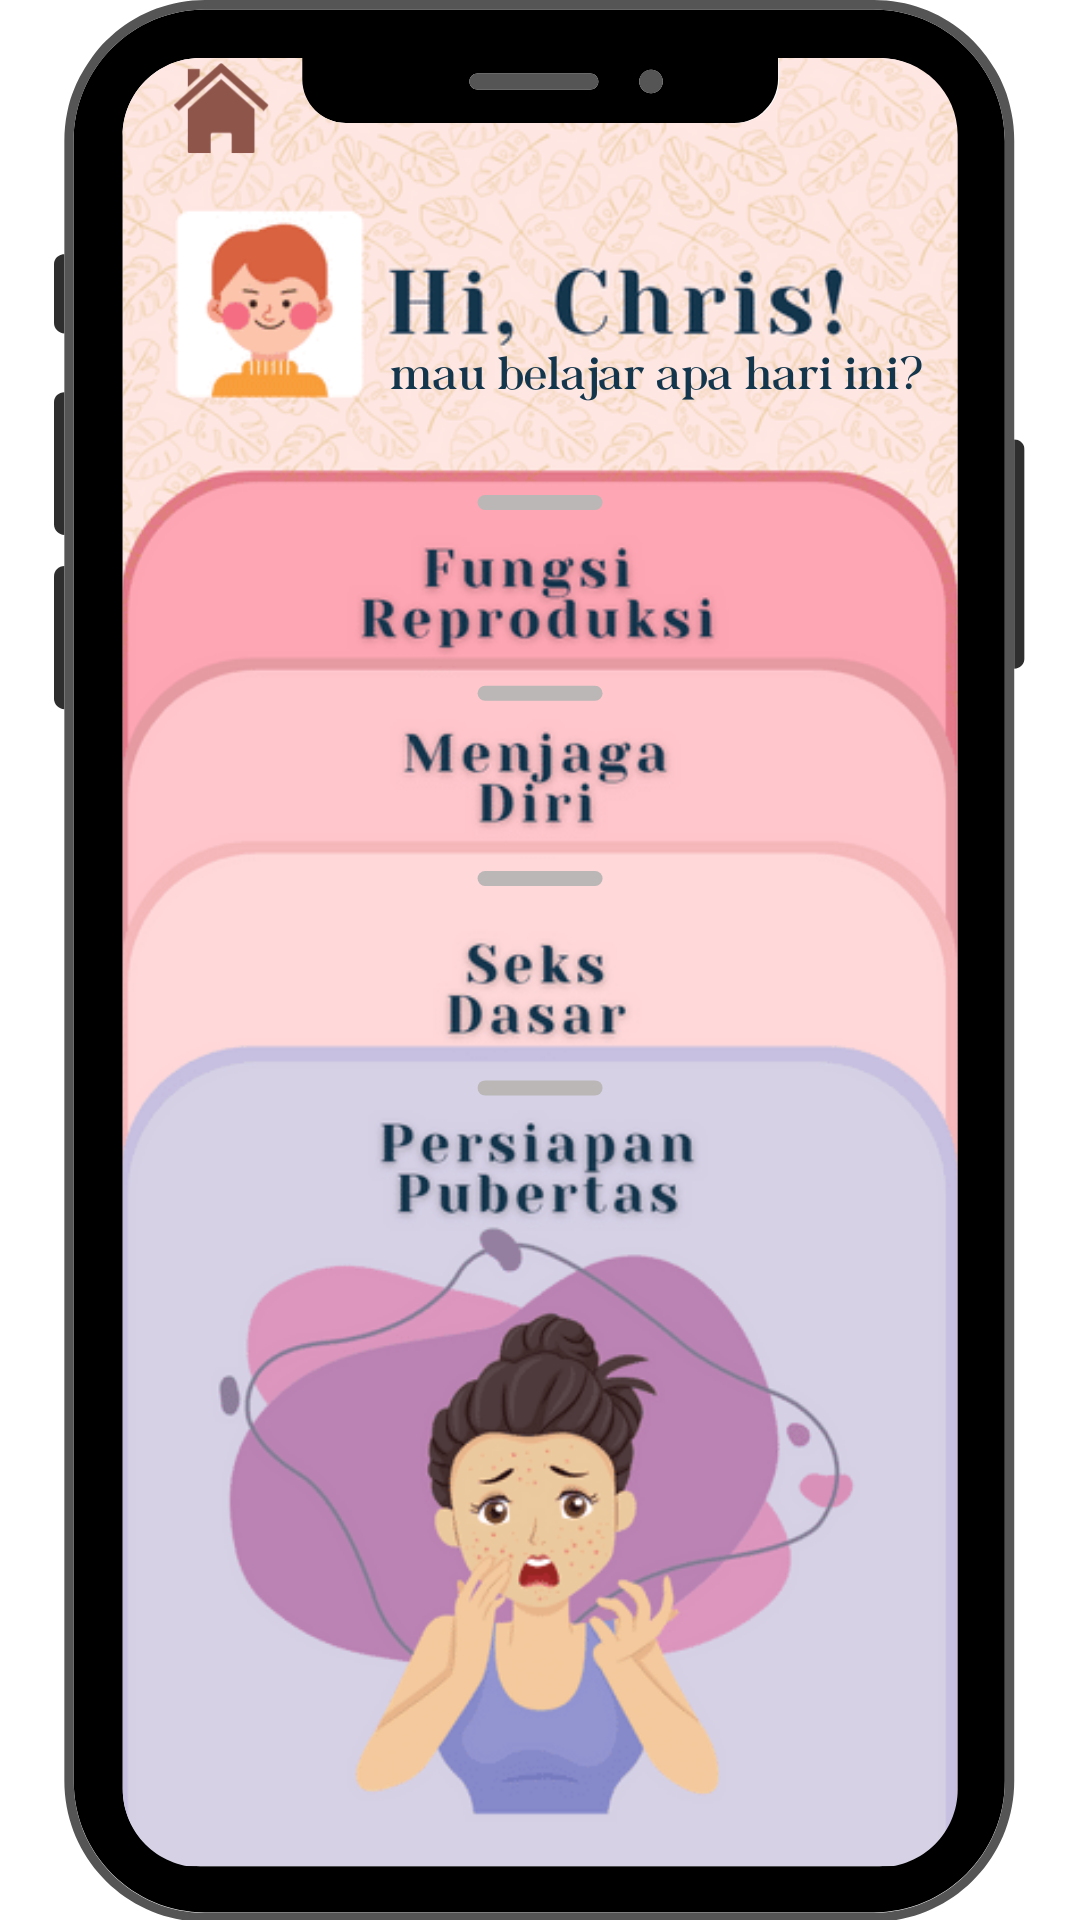 Hi, Chris!
mau belajar apa hari ini?
Fungsi
Reproduksi
Menjaga
Diri
Seks
Dasar
Persiapan
Pubertas